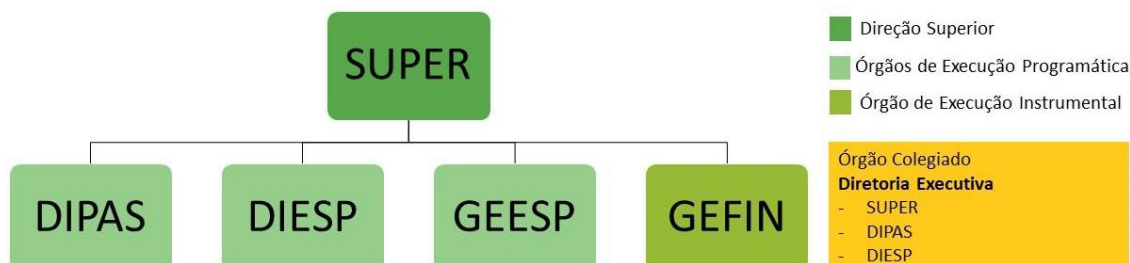 SUPER
DIPAS
DIESP
GEESP
GEFIN
Direção Superior
Órgãos de Execução Programática
Órgão de Execução Instrumental
Órgão Colegiado
Diretoria Executiva
- SUPER
- DIPAS
- DIESP